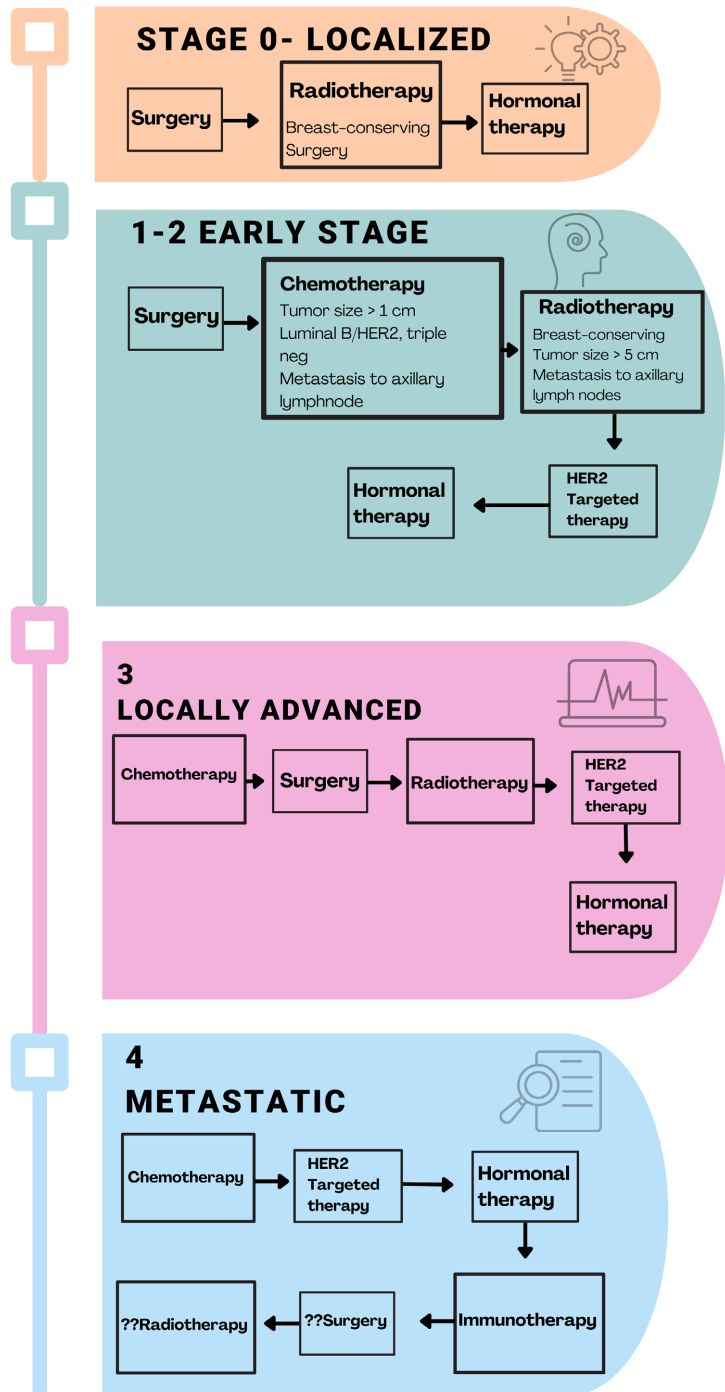 STAGE 0- LOCALIZED
Surgery
Radiotherapy
Breast-conserving
Surgery
Hormonal
therapy
1-2 EARLY STAGE
Surgery
Chemotherapy
Tumor size > 1 cm
Luminal B/HER2, triple
neg
Metastasis to axillary
lymphnode
Radiotherapy
Breast-conserving
Tumor size > 5 cm
Metastasis to axillary
lymph nodes
HER2
Targeted
therapy
Hormonal
therapy
3
LOCALLY ADVANCED
Chemotherapy
Surgery
Radiotherapy
HER2
Targeted
therapy
Hormonal
therapy
4
METASTATIC
Chemotherapy
HER2
Targeted
therapy
Hormonal
therapy
Immunotherapy
??Surgery
??Radiotherapy